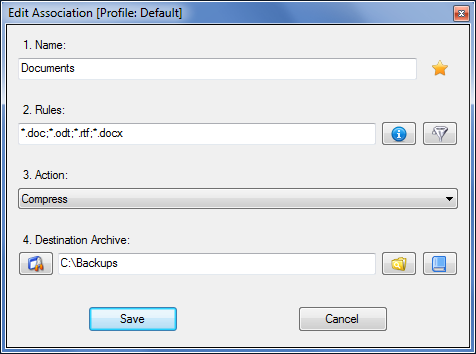 Edit Association [Profile: Default]
1. Name:
Documents
2. Rules:
*.doc;*.odt;*.rtf;*.docx
3. Action:
Compress
4. Destination Archive:
C:\Backups
Save
Cancel